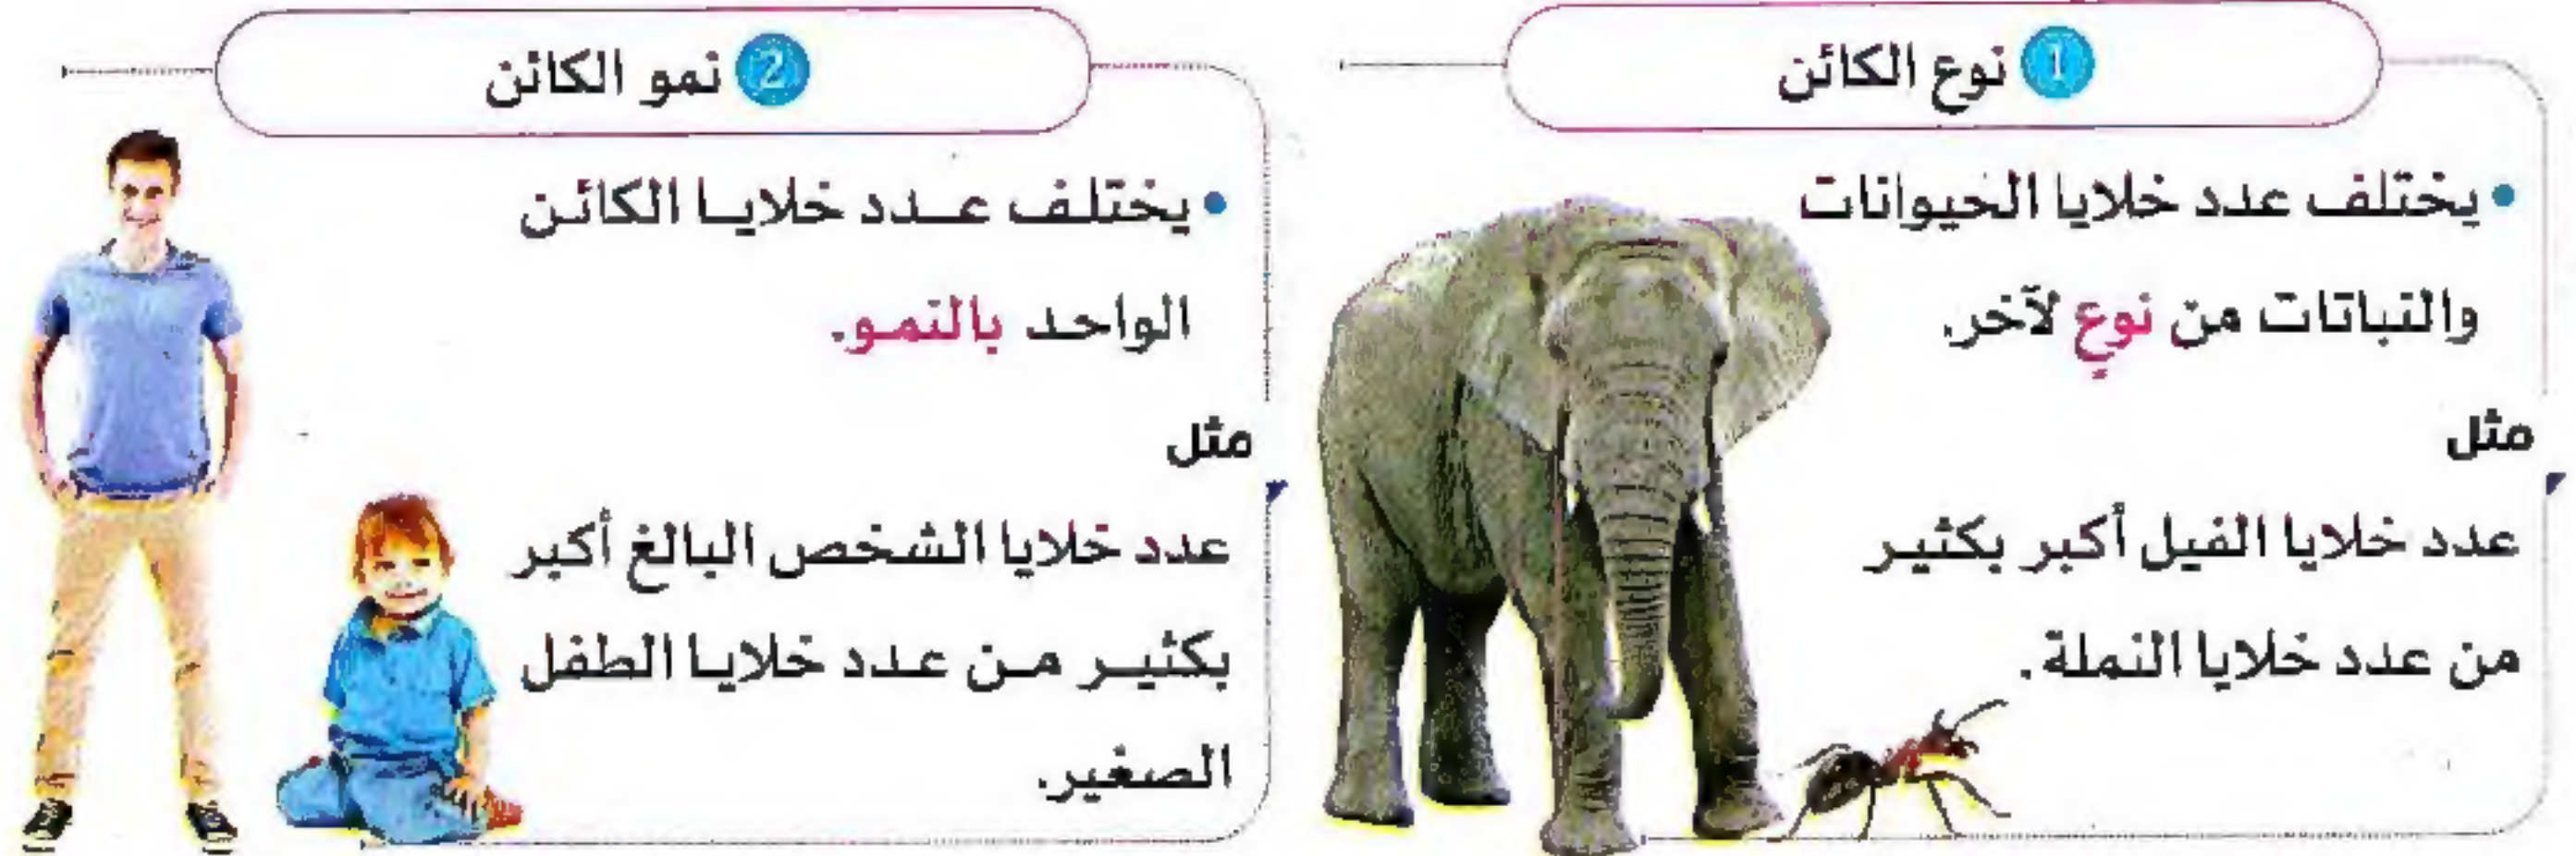 1 نوع الكائن
• يختلف عدد خلايا الحيوانات
والنباتات من نوعٍ لآخر.
مثل
عدد خلايا الفيل أكبر بكثير
من عدد خلايا النملة.
2 نمو الكائن
• يختلف عدد خلايا الكائن
الواحد بالنمو.
مثل
عدد خلايا الشخص البالغ أكبر
بكثير من عدد خلايا الطفل
الصغير.